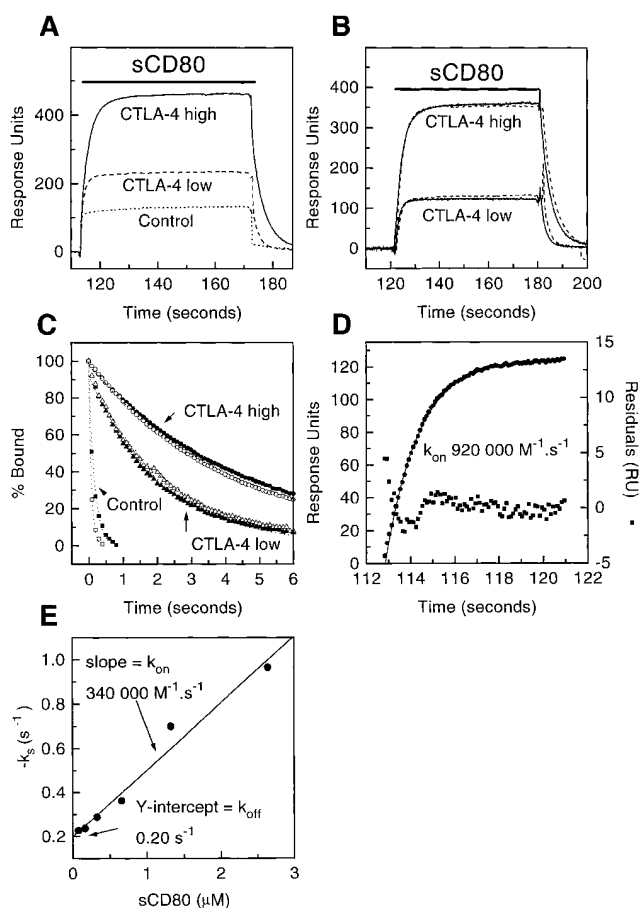 A
B
sCD80
sCD80
Response Units
400
200
0
CTLA-4 high
CTLA-4 low
Control
120 140 160 180
Time (seconds)
Response Units
400
350
300
250
200
150
100
50
0
CTLA-4 high
CTLA-4 low
120 140 160 180 200
Time (seconds)
C
D
% Bound
100
80
60
40
20
0
CTLA-4 high
Control
CTLA-4 low
0 1 2 3 4 5 6
Time (seconds)
Response Units
120
100
80
60
40
20
0
kon 920 000 M-1.s-1
15
10
5
0
-5
Residuals (RU)
112 114 116 118 120 122
Time (seconds)
E
-ks (s-1)
1.0
0.8
0.6
0.4
0.2
slope = kon
340 000 M-1.s-1
Y-intercept = koff
0.20 s-1
0 1 2 3
sCD80 (μM)